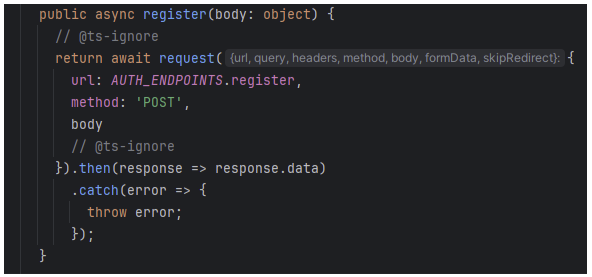 public async register(body: object) {
// @ts-ignore
return await request( {url, query, headers, method, body, formData, skipRedirect}: {
url: AUTH_ENDPOINTS.register,
method: 'POST',
body
// @ts-ignore
}).then(response => response.data)
.catch(error => {
throw error;
});
}